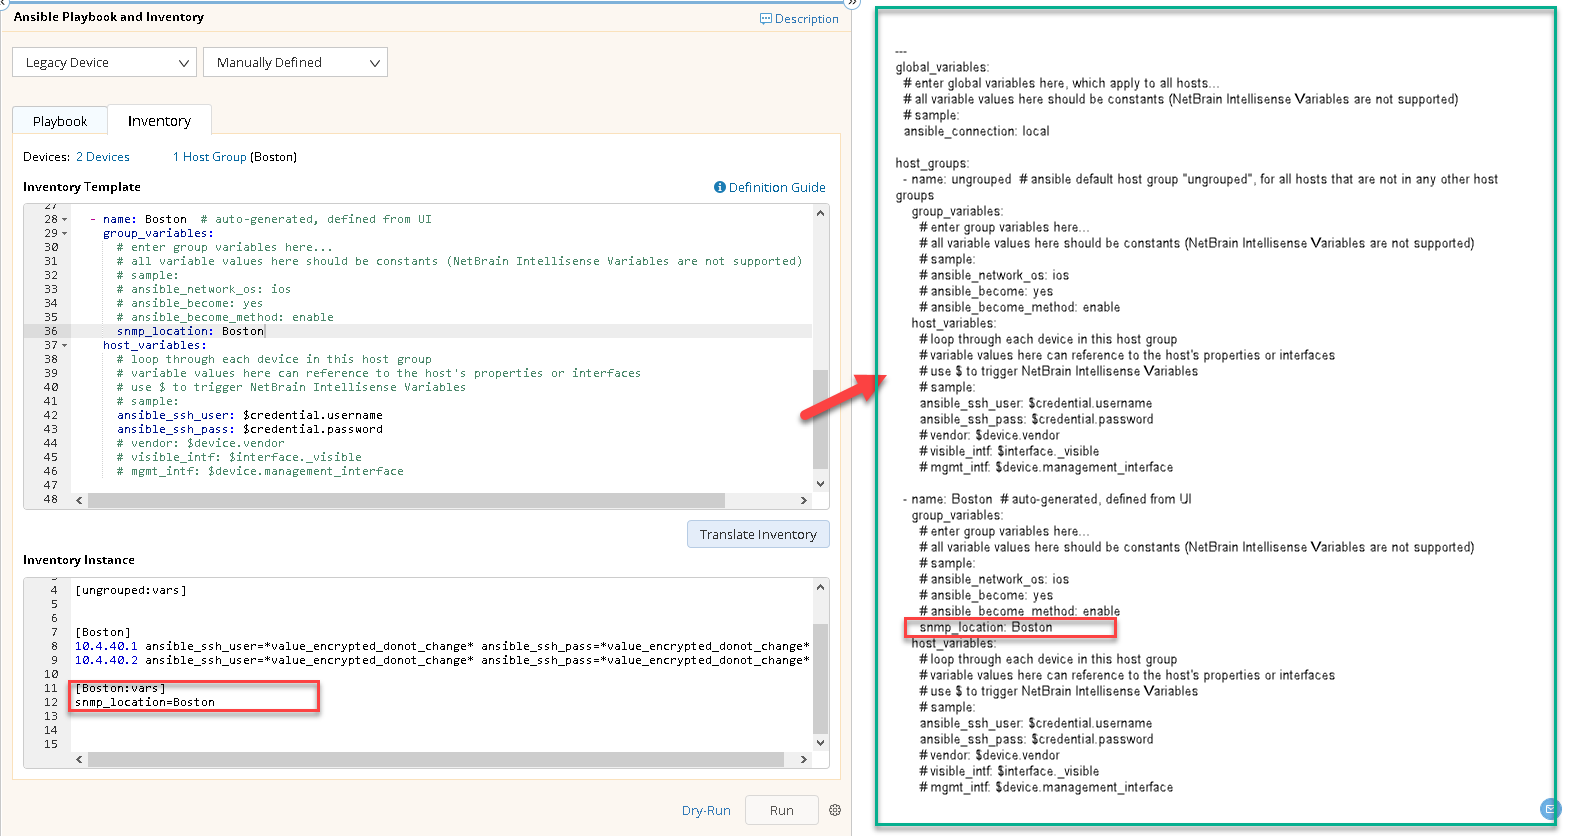 Ansible Playbook and Inventory
Description
Legacy Device
Manually Defined
Playbook
Inventory
Devices: 2 Devices 1 Host Group (Boston)
Inventory Template
Definition Guide
27
28 - name: Boston # auto-generated, defined from UI
29 group_variables:
30 # enter group variables here...
31 # all variable values here should be constants (NetBrain Intellisense Variables are not supported)
32 # sample:
33 # ansible_network_os: ios
34 # ansible_become: yes
35 # ansible_become_method: enable
36 snmp_location: Boston
37 host_variables:
38 # loop through each device in this host group
39 # variable values here can reference to the host's properties or interfaces
40 # use $ to trigger NetBrain Intellisense Variables
41 # sample:
42 ansible_ssh_user: $credential.username
43 ansible_ssh_pass: $credential.password
44 # vendor: $device.vendor
45 # visible_intf: $interface._visible
46 # mgmt_intf: $device.management_interface
47
48
Translate Inventory
Inventory Instance
4 [ungrouped:vars]
5
6
7 [Boston]
8 10.4.40.1 ansible_ssh_user=*value_encrypted_donot_change* ansible_ssh_pass=*value_encrypted_donot_change*
9 10.4.40.2 ansible_ssh_user=*value_encrypted_donot_change* ansible_ssh_pass=*value_encrypted_donot_change*
10
11 [Boston:vars]
12 snmp_location=Boston
13
14
15
Dry-Run
Run
---
global_variables:
# enter global variables here, which apply to all hosts...
# all variable values here should be constants (NetBrain Intellisense Variables are not supported)
# sample:
ansible_connection: local
host_groups:
- name: ungrouped # ansible default host group "ungrouped", for all hosts that are not in any other host
groups
group_variables:
# enter group variables here...
# all variable values here should be constants (NetBrain Intellisense Variables are not supported)
# sample:
# ansible_network_os: ios
# ansible_become: yes
# ansible_become_method: enable
host_variables:
# loop through each device in this host group
# variable values here can reference to the host's properties or interfaces
# use $ to trigger NetBrain Intellisense Variables
# sample:
ansible_ssh_user: $credential.username
ansible_ssh_pass: $credential.password
# vendor: $device.vendor
# visible_intf: $interface._visible
# mgmt_intf: $device.management_interface
- name: Boston # auto-generated, defined from UI
group_variables:
# enter group variables here...
# all variable values here should be constants (NetBrain Intellisense Variables are not supported)
# sample:
# ansible_network_os: ios
# ansible_become: yes
# ansible_become_method: enable
snmp_location: Boston
host_variables:
# loop through each device in this host group
# variable values here can reference to the host's properties or interfaces
# use $ to trigger NetBrain Intellisense Variables
# sample:
ansible_ssh_user: $credential.username
ansible_ssh_pass: $credential.password
# vendor: $device.vendor
# visible_intf: $interface._visible
# mgmt_intf: $device.management_interface